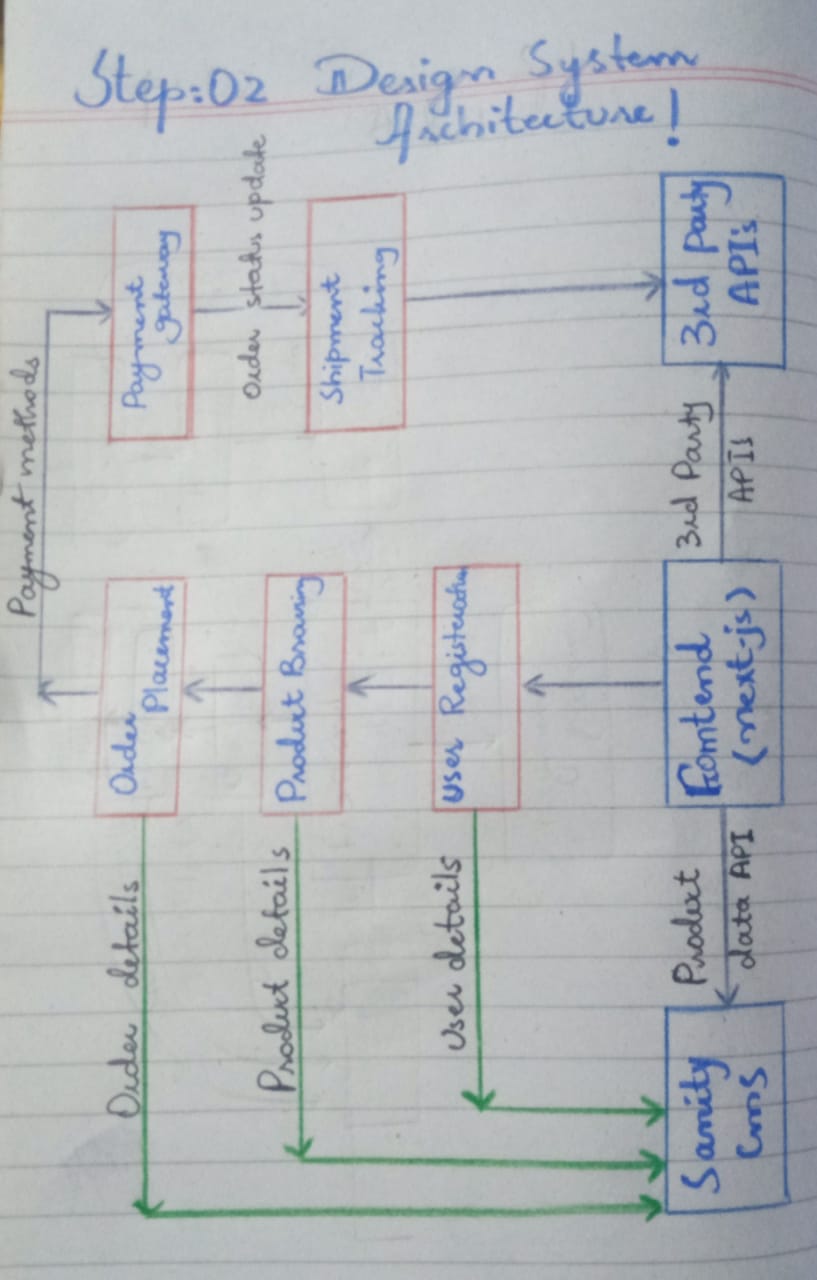 Step:02 Design System
Architecture!
Payment methods
Payment
gateway
Order status update
Shipment
Tracking
3rd Party
APIs
Order
Placement
Product Browing
User Registeration
3rd Party
APIs
Frontend
(next-js)
Order details
Product details
User details
Product
data API
Sanity
CMS